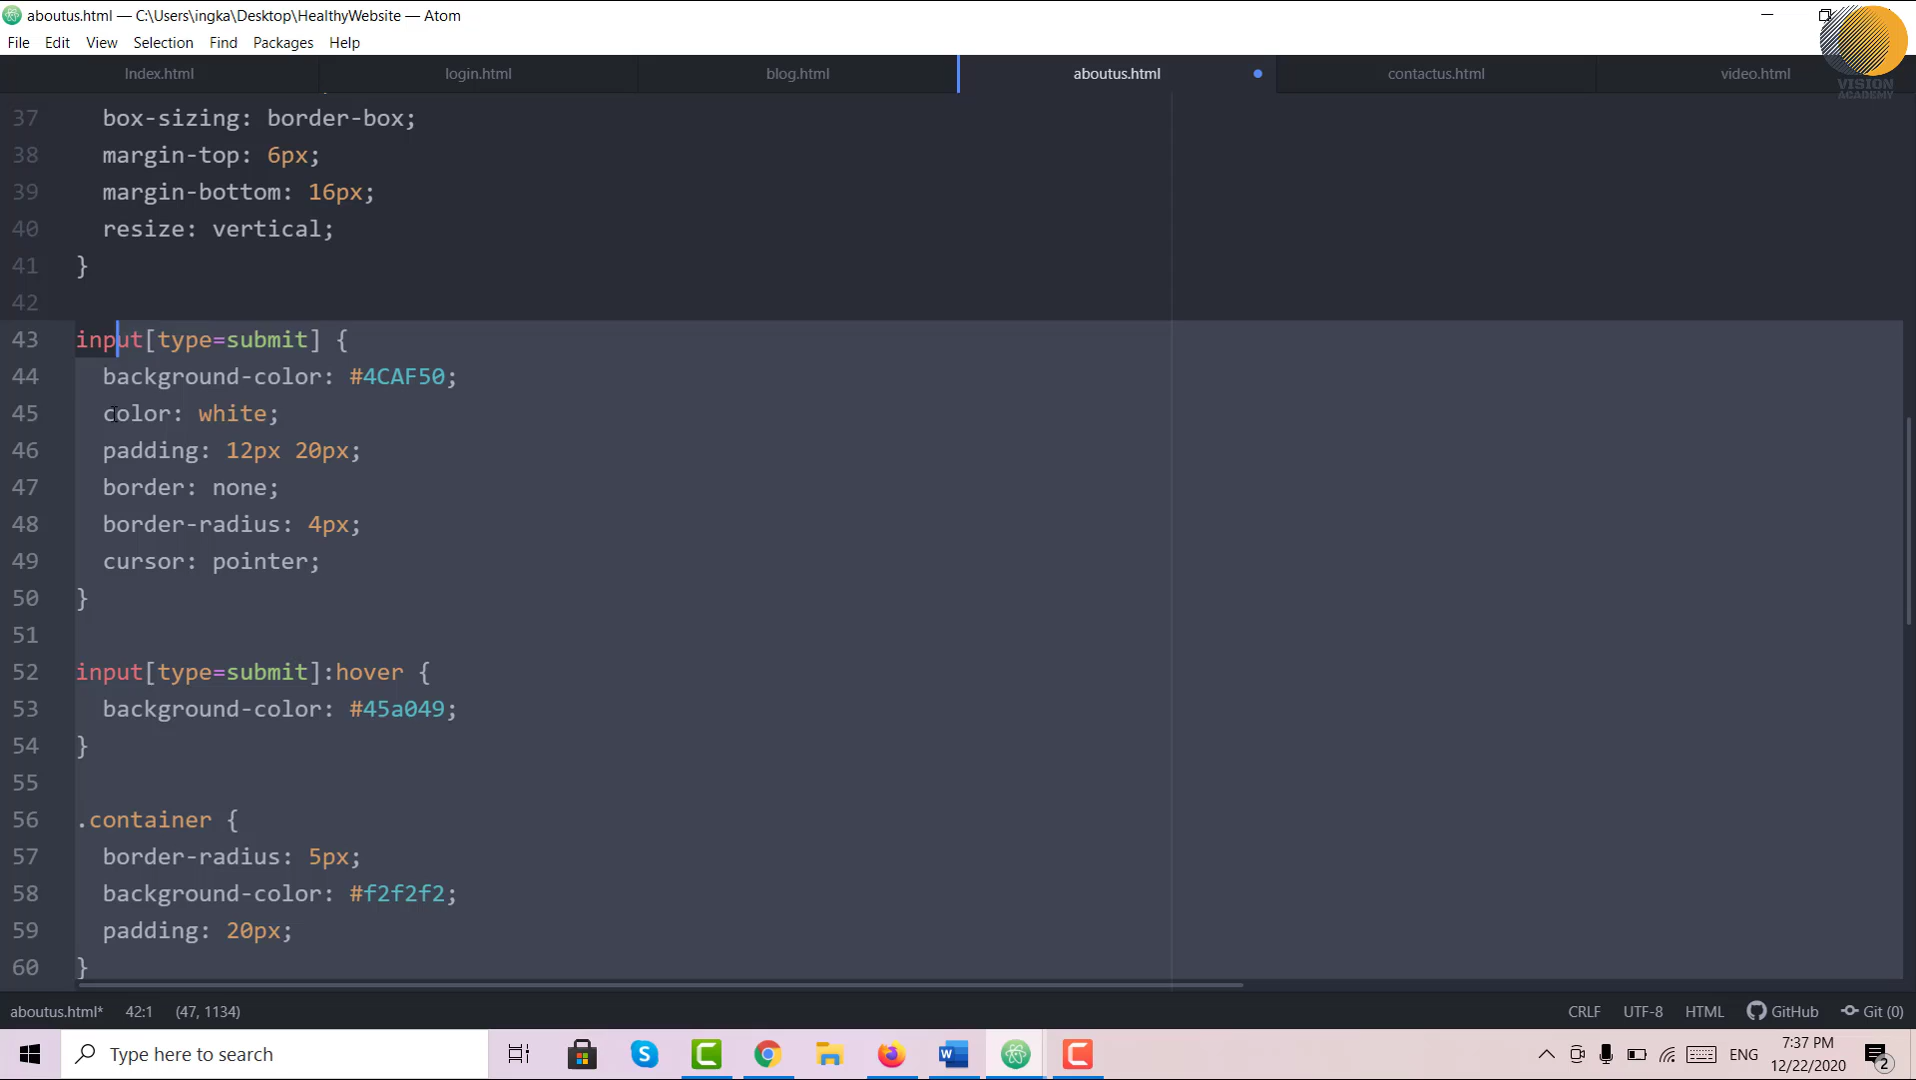 aboutus.html — C:\Users\ingka\Desktop\HealthyWebsite — Atom
File Edit View Selection Find Packages Help
Index.html login.html blog.html aboutus.html contactus.html video.html
VISION
ACADEMY
37 box-sizing: border-box;
38 margin-top: 6px;
39 margin-bottom: 16px;
40 resize: vertical;
41 }
42
43 input[type=submit] {
44 background-color: #4CAF50;
45 color: white;
46 padding: 12px 20px;
47 border: none;
48 border-radius: 4px;
49 cursor: pointer;
50 }
51
52 input[type=submit]:hover {
53 background-color: #45a049;
54 }
55
56 .container {
57 border-radius: 5px;
58 background-color: #f2f2f2;
59 padding: 20px;
60 }
aboutus.html* 42:1 (47, 1134) CRLF UTF-8 HTML GitHub Git (0)
Type here to search ENG 7:37 PM
12/22/2020 2